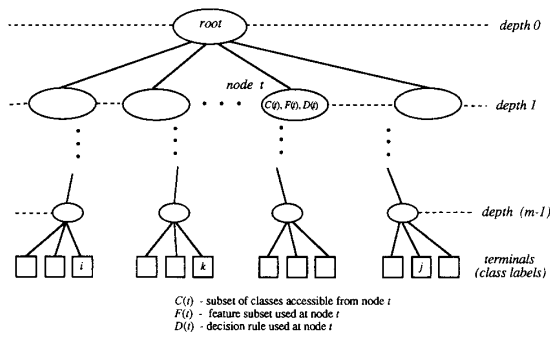 root
depth 0
node t
C(t), F(t), D(t)
depth 1
depth (m-1)
i
k
j
terminals
(class labels)
C(t) - subset of classes accessible from node t
F(t) - feature subset used at node t
D(t) - decision rule used at node t